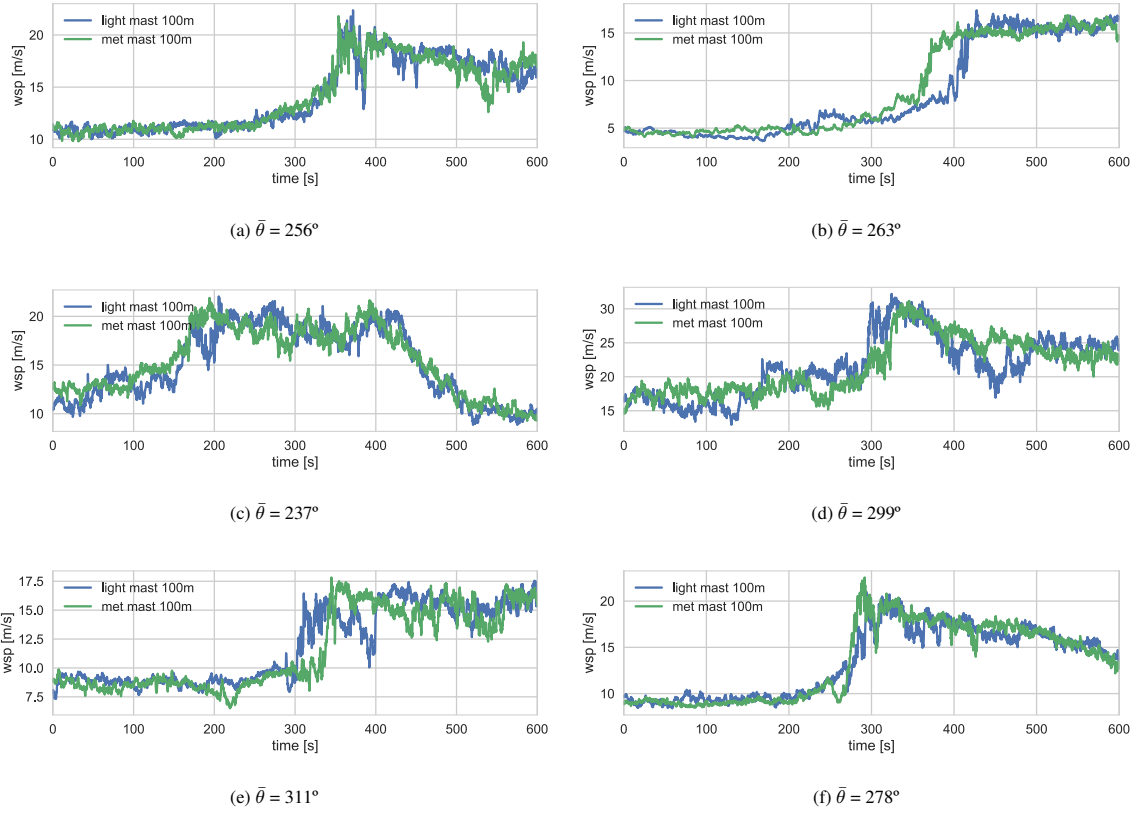 light mast 100m
met mast 100m
20
15
10
wsp [m/s]
0 100 200 300 400 500 600
time [s]
(a) θ̄ = 256º
light mast 100m
met mast 100m
15
10
5
wsp [m/s]
0 100 200 300 400 500 600
time [s]
(b) θ̄ = 263º
light mast 100m
met mast 100m
20
15
10
wsp [m/s]
0 100 200 300 400 500 600
time [s]
(c) θ̄ = 237º
light mast 100m
met mast 100m
30
25
20
15
wsp [m/s]
0 100 200 300 400 500 600
time [s]
(d) θ̄ = 299º
light mast 100m
met mast 100m
17.5
15.0
12.5
10.0
7.5
wsp [m/s]
0 100 200 300 400 500 600
time [s]
(e) θ̄ = 311º
light mast 100m
met mast 100m
20
15
10
wsp [m/s]
0 100 200 300 400 500 600
time [s]
(f) θ̄ = 278º